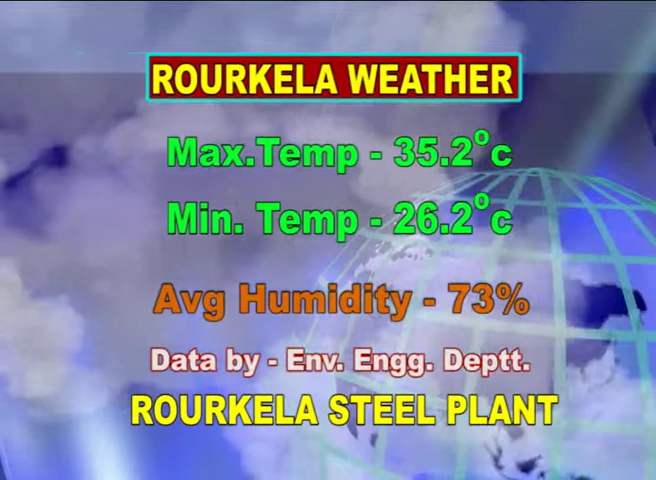 ROURKELA WEATHER
Max.Temp - 35.2°c
Min. Temp - 26.2°c
Avg Humidity - 73%
Data by - Env. Engg. Deptt.
ROURKELA STEEL PLANT